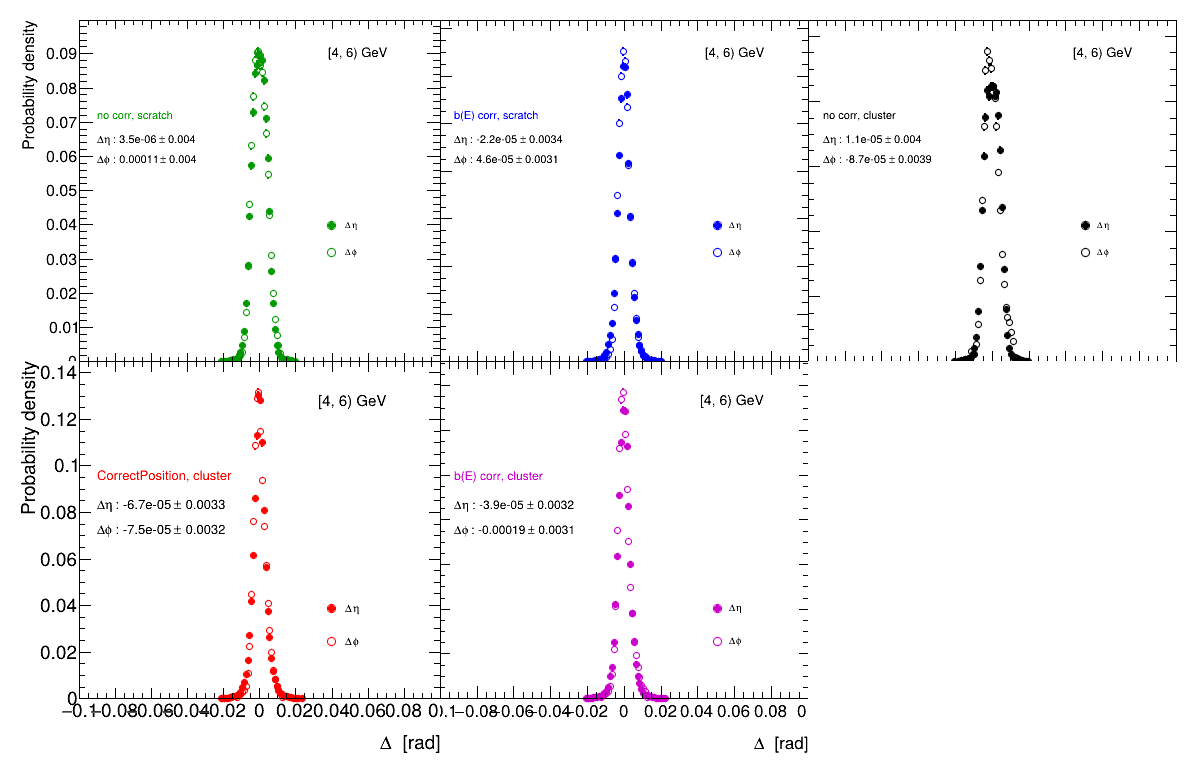 Probability density
0.09
0.08
0.07
0.06
0.05
0.04
0.03
0.02
0.01
0
[4, 6) GeV
no corr, scratch
Δη : 3.5e-06 ± 0.004
Δϕ : 0.00011 ± 0.004
Δη
Δϕ
[4, 6) GeV
b(E) corr, scratch
Δη : -2.2e-05 ± 0.0034
Δϕ : 4.6e-05 ± 0.0031
Δη
Δϕ
[4, 6) GeV
no corr, cluster
Δη : 1.1e-05 ± 0.004
Δϕ : -8.7e-05 ± 0.0039
Δη
Δϕ
Probability density
0.14
0.12
0.1
0.08
0.06
0.04
0.02
0
[4, 6) GeV
CorrectPosition, cluster
Δη : -6.7e-05 ± 0.0033
Δϕ : -7.5e-05 ± 0.0032
Δη
Δϕ
−0.1 −0.08 −0.06 −0.04 −0.02 0 0.02 0.04 0.06 0.08 0.1
Δ [rad]
[4, 6) GeV
b(E) corr, cluster
Δη : -3.9e-05 ± 0.0032
Δϕ : -0.00019 ± 0.0031
Δη
Δϕ
−0.08 −0.06 −0.04 −0.02 0 0.02 0.04 0.06 0.08 0
Δ [rad]